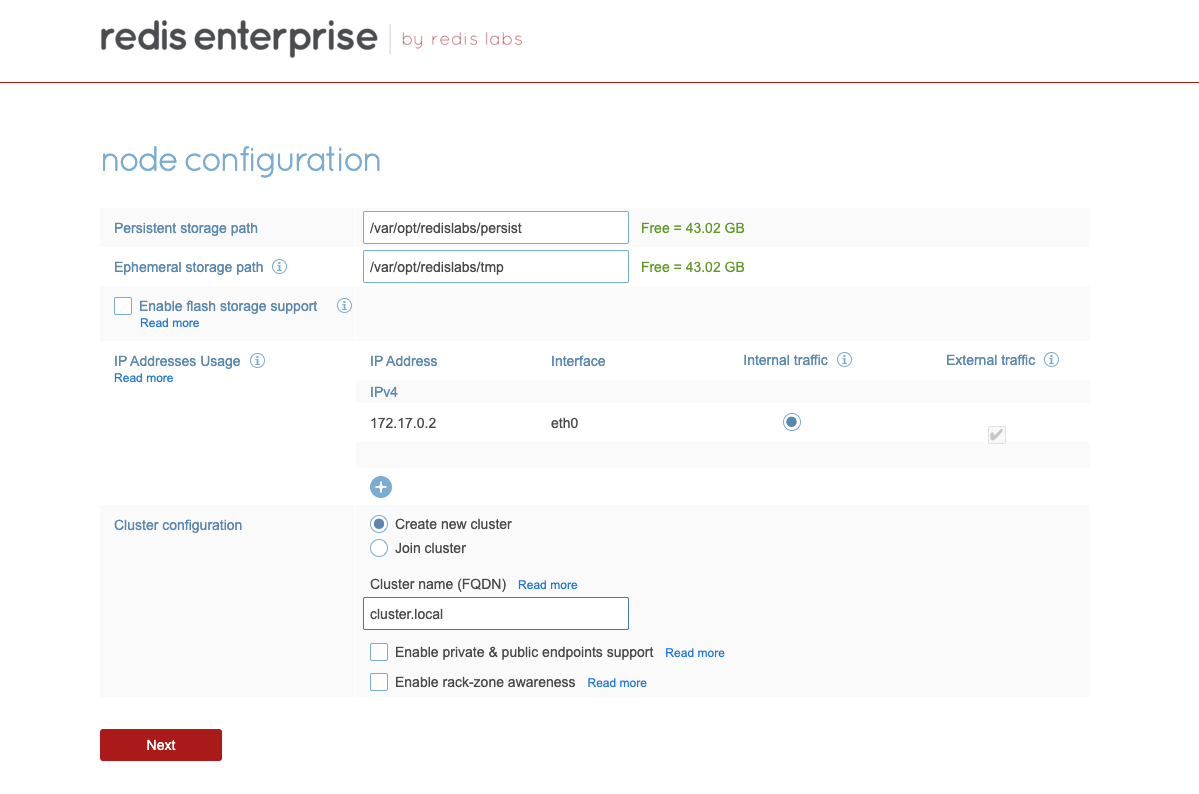 redis enterprise by redis labs
node configuration
Persistent storage path /var/opt/redislabs/persist Free = 43.02 GB
Ephemeral storage path /var/opt/redislabs/tmp Free = 43.02 GB
Enable flash storage support
Read more
IP Addresses Usage IP Address Interface Internal traffic External traffic
Read more
IPv4
172.17.0.2 eth0
Cluster configuration Create new cluster
Join cluster
Cluster name (FQDN) Read more
cluster.local
Enable private & public endpoints support Read more
Enable rack-zone awareness Read more
Next